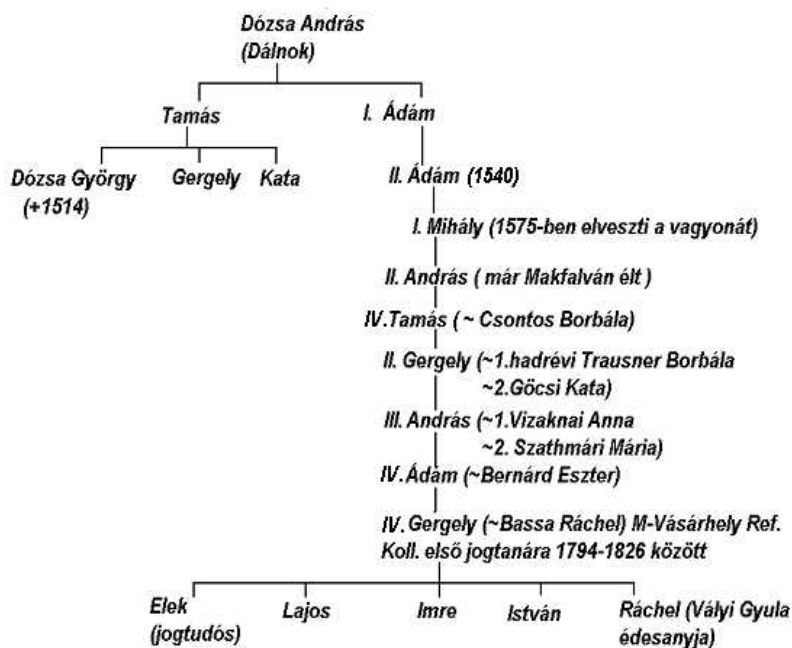 Dózsa András
(Dálnok)
Tamás
I. Ádám
Dózsa György
(+1514)
Gergely
Kata
II. Ádám (1540)
I. Mihály (1575-ben elveszti a vagyonát)
II. András ( már Makfalván élt )
IV.Tamás ( ~ Csontos Borbála)
II. Gergely (~1.hadrévi Trausner Borbála
~2.Göcsi Kata)
III. András (~1.Vizaknai Anna
~2. Szathmári Mária)
IV. Ádám (~Bernárd Eszter)
IV. Gergely (~Bassa Ráchel) M-Vásárhely Ref.
Koll. első jogtanára 1794-1826 között
Elek
(jogtudós)
Lajos
Imre
István
Ráchel (Vályi Gyula
édesanyja)